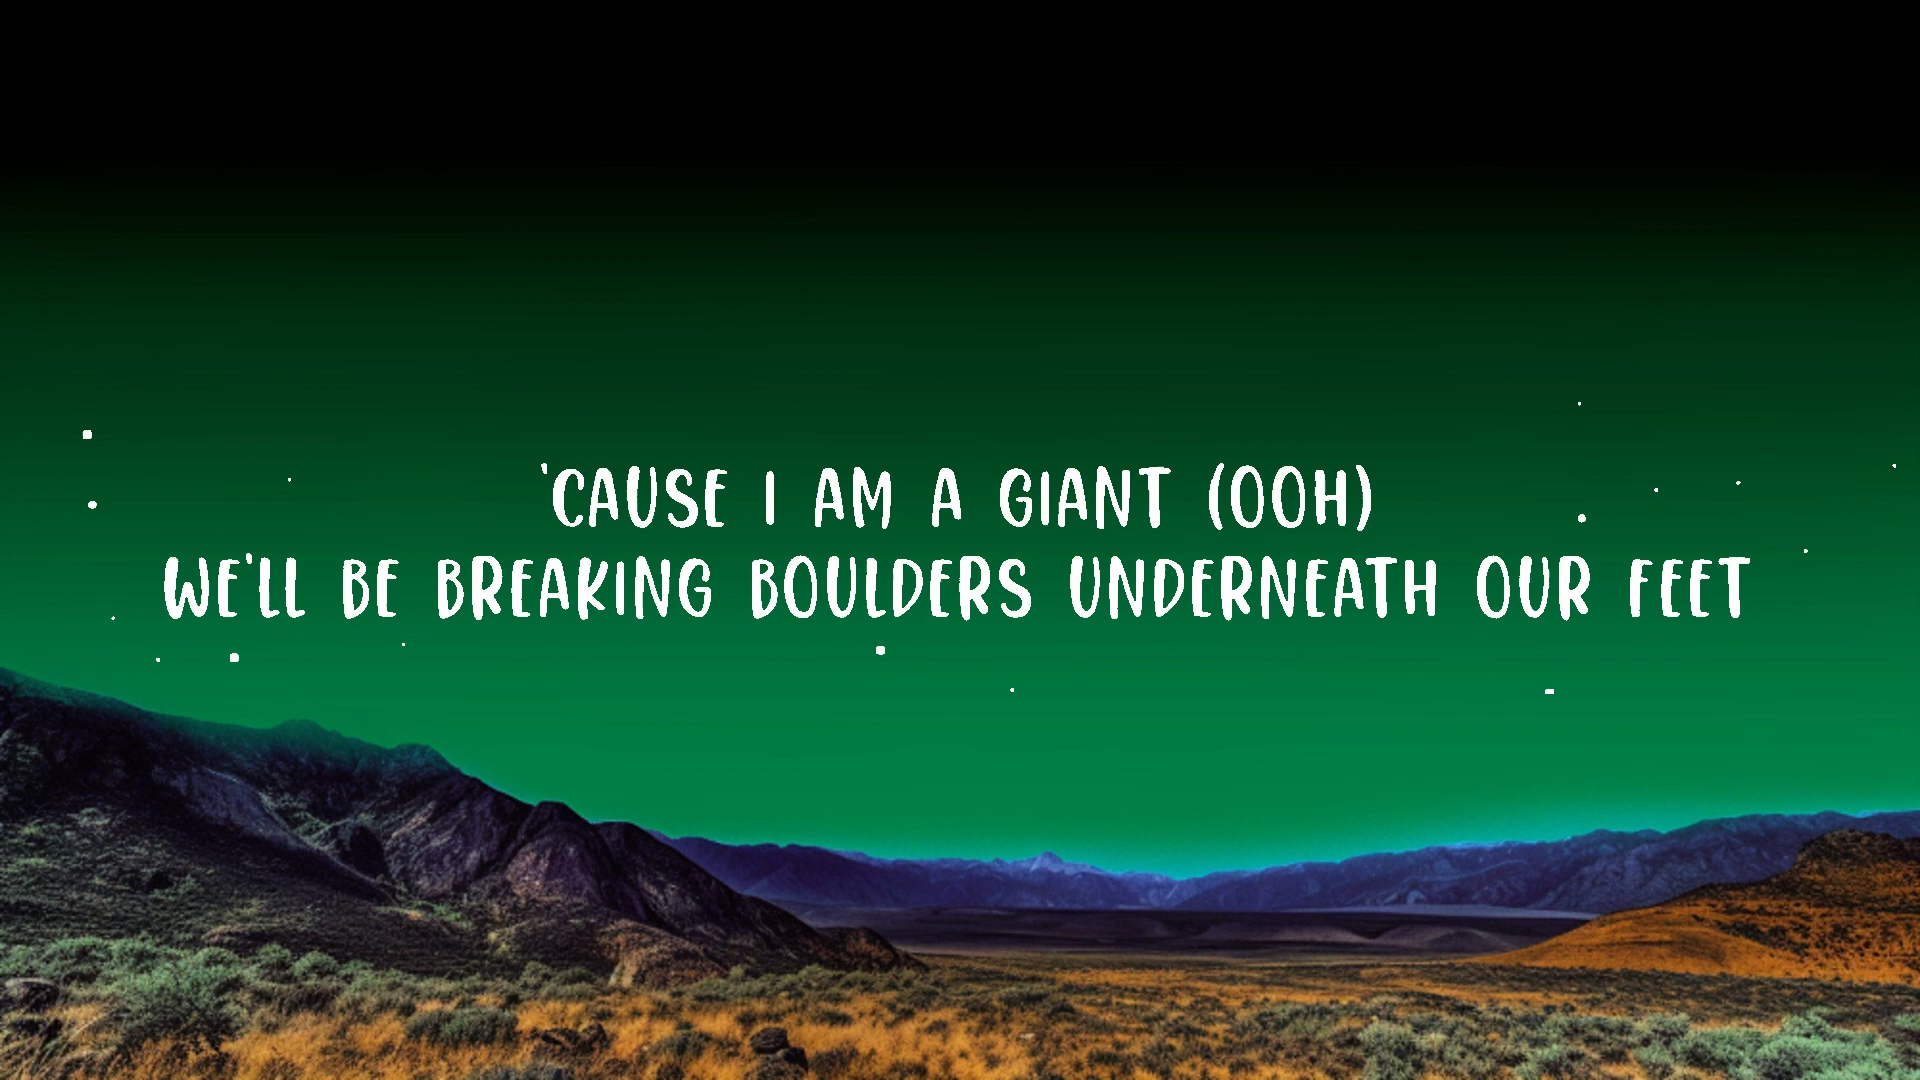 'CAUSE I AM A GIANT (OOH)
WE'LL BE BREAKING BOULDERS UNDERNEATH OUR FEET